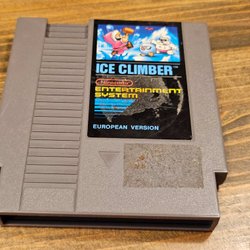 ICE CLIMBER
Nintendo
ENTERTAINMENT
SYSTEM
EUROPEAN VERSION